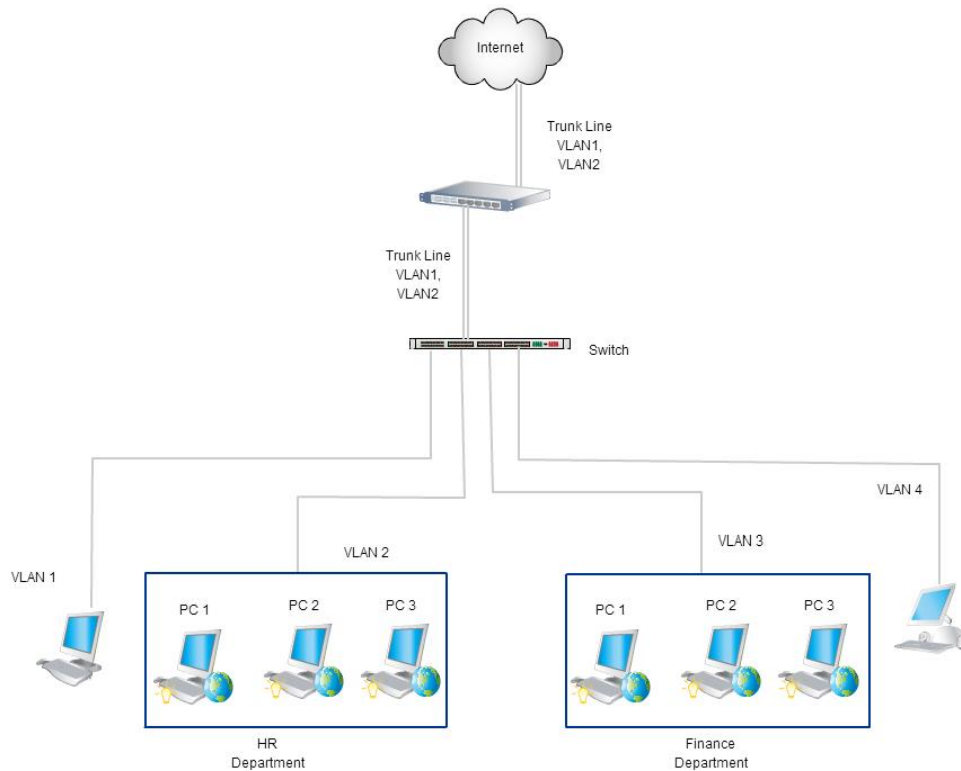 Internet
Trunk Line
VLAN1,
VLAN2
Trunk Line
VLAN1,
VLAN2
Switch
VLAN 1
VLAN 2
VLAN 3
VLAN 4
PC 1
PC 2
PC 3
PC 1
PC 2
PC 3
HR
Department
Finance
Department